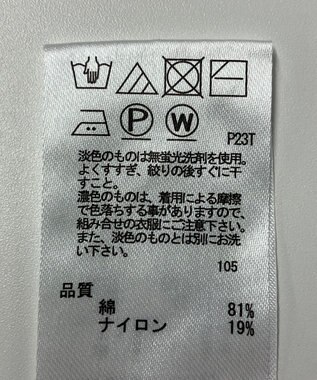 P W
P23T
淡色のものは無蛍光洗剤を使用。
よくすすぎ、絞りの後すぐに干
すこと。
濃色のものは、着用による摩擦
で色落ちする事がありますので、
組み合せの衣服にご注意下さい。
また、淡色のものとは別にお洗
い下さい。
105
品質
綿 81%
ナイロン 19%